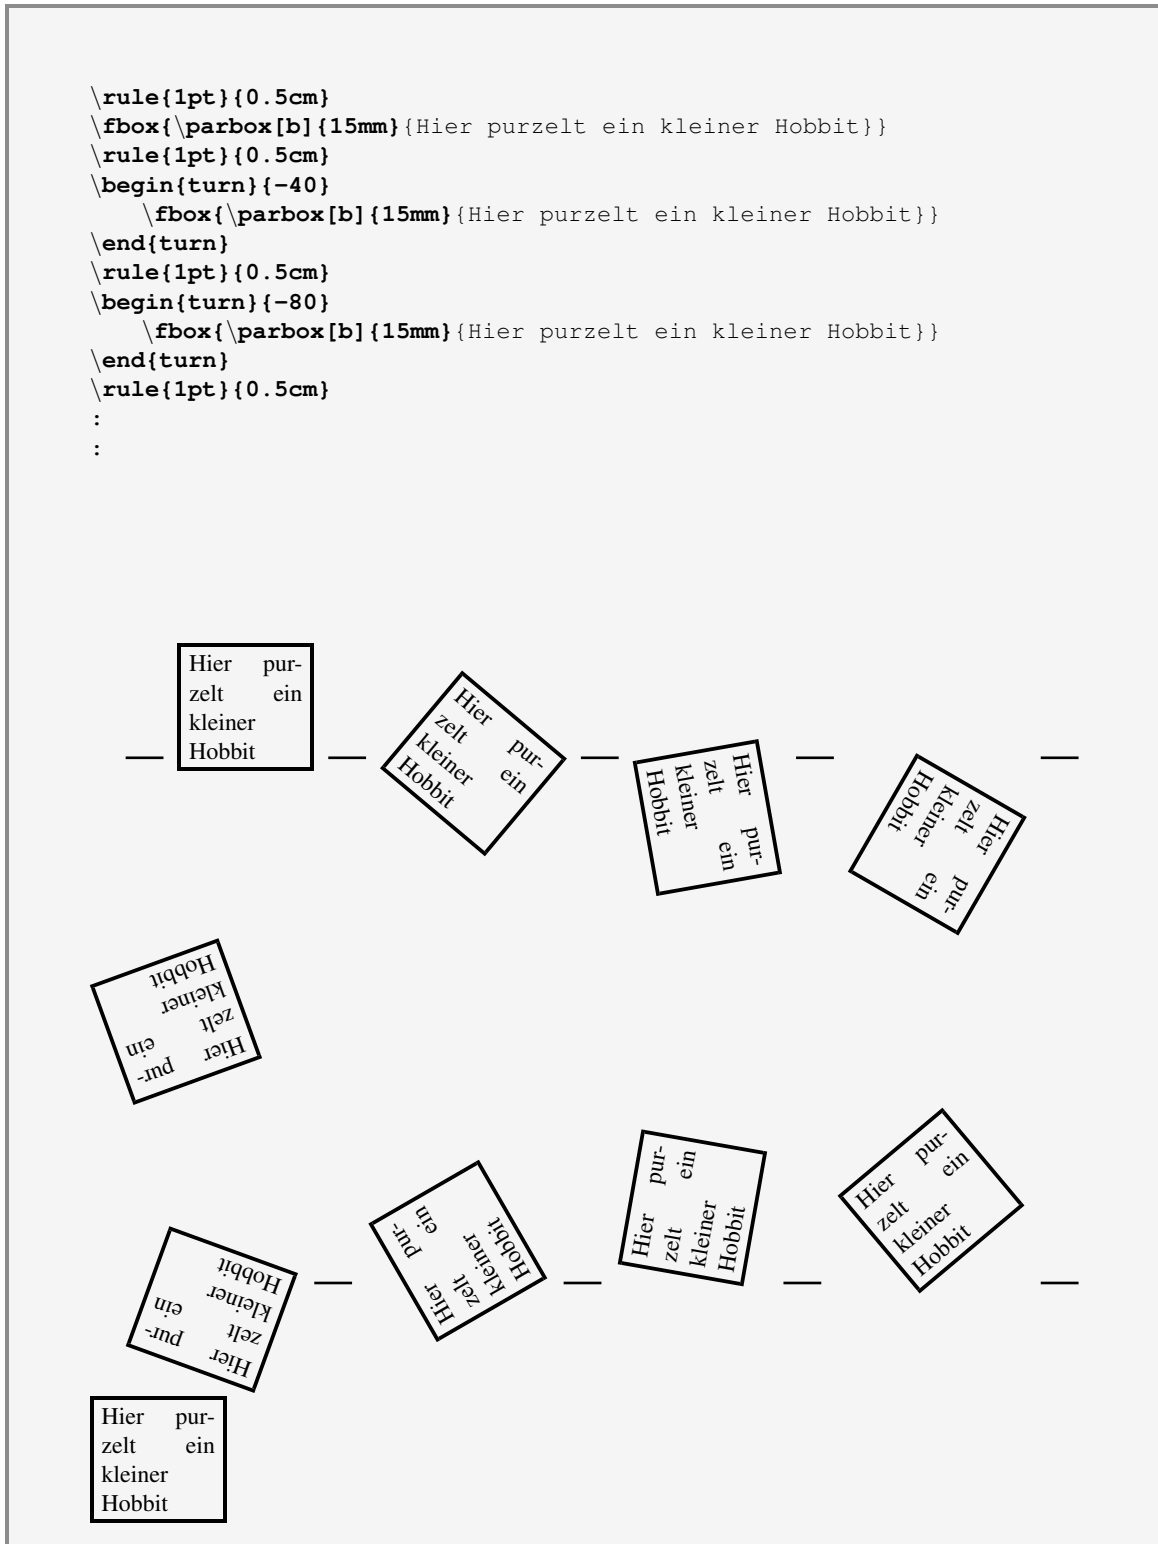 \rule{1pt}{0.5cm}
\fbox{\parbox[b]{15mm}{Hier purzelt ein kleiner Hobbit}}
\rule{1pt}{0.5cm}
\begin{turn}{-40}
    \fbox{\parbox[b]{15mm}{Hier purzelt ein kleiner Hobbit}}
\end{turn}
\rule{1pt}{0.5cm}
\begin{turn}{-80}
    \fbox{\parbox[b]{15mm}{Hier purzelt ein kleiner Hobbit}}
\end{turn}
\rule{1pt}{0.5cm}
:
:
Hier pur-
zelt ein
kleiner
Hobbit
Hier pur-
zelt ein
kleiner
Hobbit
Hier pur-
zelt ein
kleiner
Hobbit
Hier pur-
zelt ein
kleiner
Hobbit
Hier pur-
zelt ein
kleiner
Hobbit
Hier pur-
zelt ein
kleiner
Hobbit
Hier pur-
zelt ein
kleiner
Hobbit
Hier pur-
zelt ein
kleiner
Hobbit
Hier pur-
zelt ein
kleiner
Hobbit
Hier pur-
zelt ein
kleiner
Hobbit